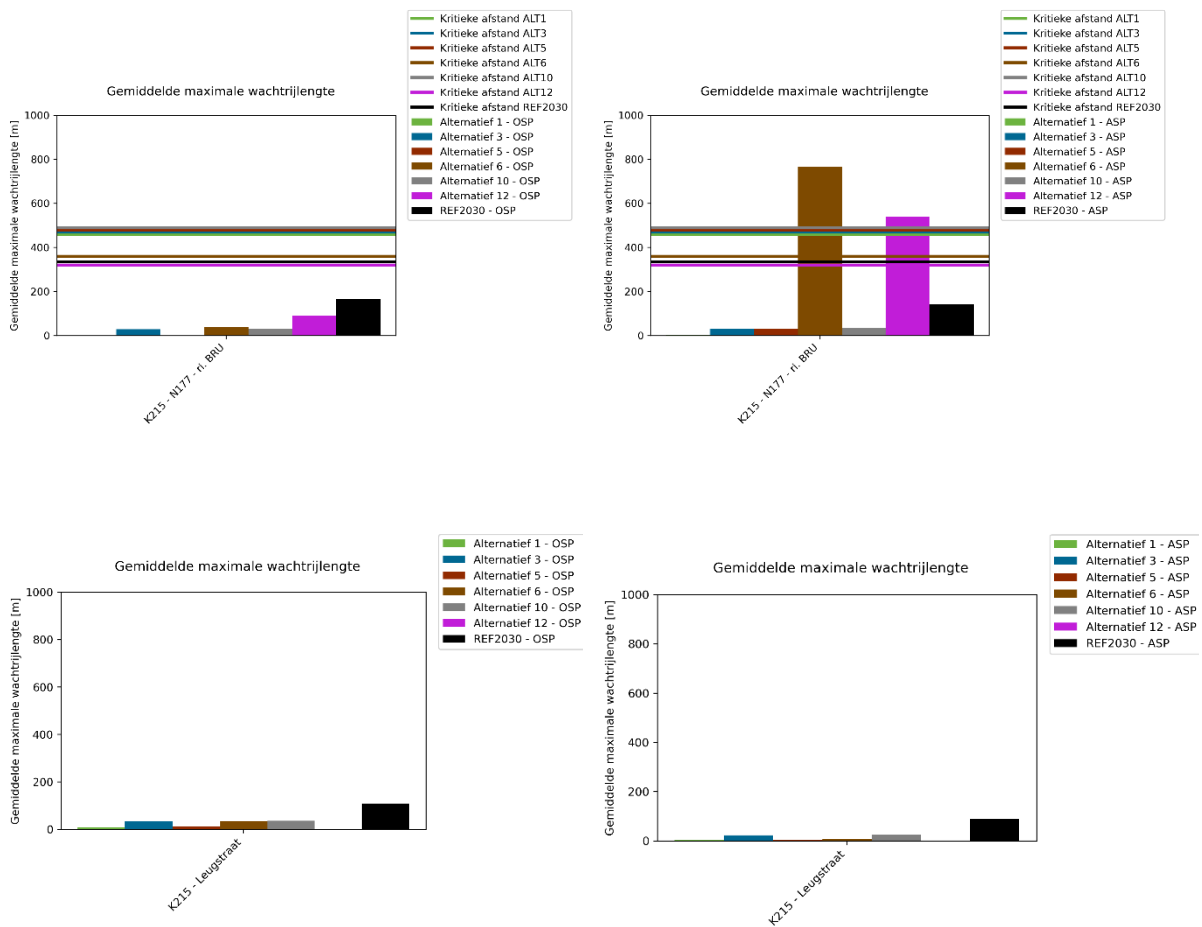 Kritieke afstand ALT1
Kritieke afstand ALT3
Kritieke afstand ALT5
Kritieke afstand ALT6
Kritieke afstand ALT10
Kritieke afstand ALT12
Kritieke afstand REF2030
Alternatief 1 - OSP
Alternatief 3 - OSP
Alternatief 5 - OSP
Alternatief 6 - OSP
Alternatief 10 - OSP
Alternatief 12 - OSP
REF2030 - OSP
Gemiddelde maximale wachtrijlengte
Gemiddelde maximale wachtrijlengte [m]
1000
800
600
400
200
0
K215 - N177 - ri. BRU
Kritieke afstand ALT1
Kritieke afstand ALT3
Kritieke afstand ALT5
Kritieke afstand ALT6
Kritieke afstand ALT10
Kritieke afstand ALT12
Kritieke afstand REF2030
Alternatief 1 - ASP
Alternatief 3 - ASP
Alternatief 5 - ASP
Alternatief 6 - ASP
Alternatief 10 - ASP
Alternatief 12 - ASP
REF2030 - ASP
Gemiddelde maximale wachtrijlengte
Gemiddelde maximale wachtrijlengte [m]
1000
800
600
400
200
0
K215 - N177 - ri. BRU
Alternatief 1 - OSP
Alternatief 3 - OSP
Alternatief 5 - OSP
Alternatief 6 - OSP
Alternatief 10 - OSP
Alternatief 12 - OSP
REF2030 - OSP
Gemiddelde maximale wachtrijlengte
Gemiddelde maximale wachtrijlengte [m]
1000
800
600
400
200
0
K215 - Leugstraat
Alternatief 1 - ASP
Alternatief 3 - ASP
Alternatief 5 - ASP
Alternatief 6 - ASP
Alternatief 10 - ASP
Alternatief 12 - ASP
REF2030 - ASP
Gemiddelde maximale wachtrijlengte
Gemiddelde maximale wachtrijlengte [m]
1000
800
600
400
200
0
K215 - Leugstraat